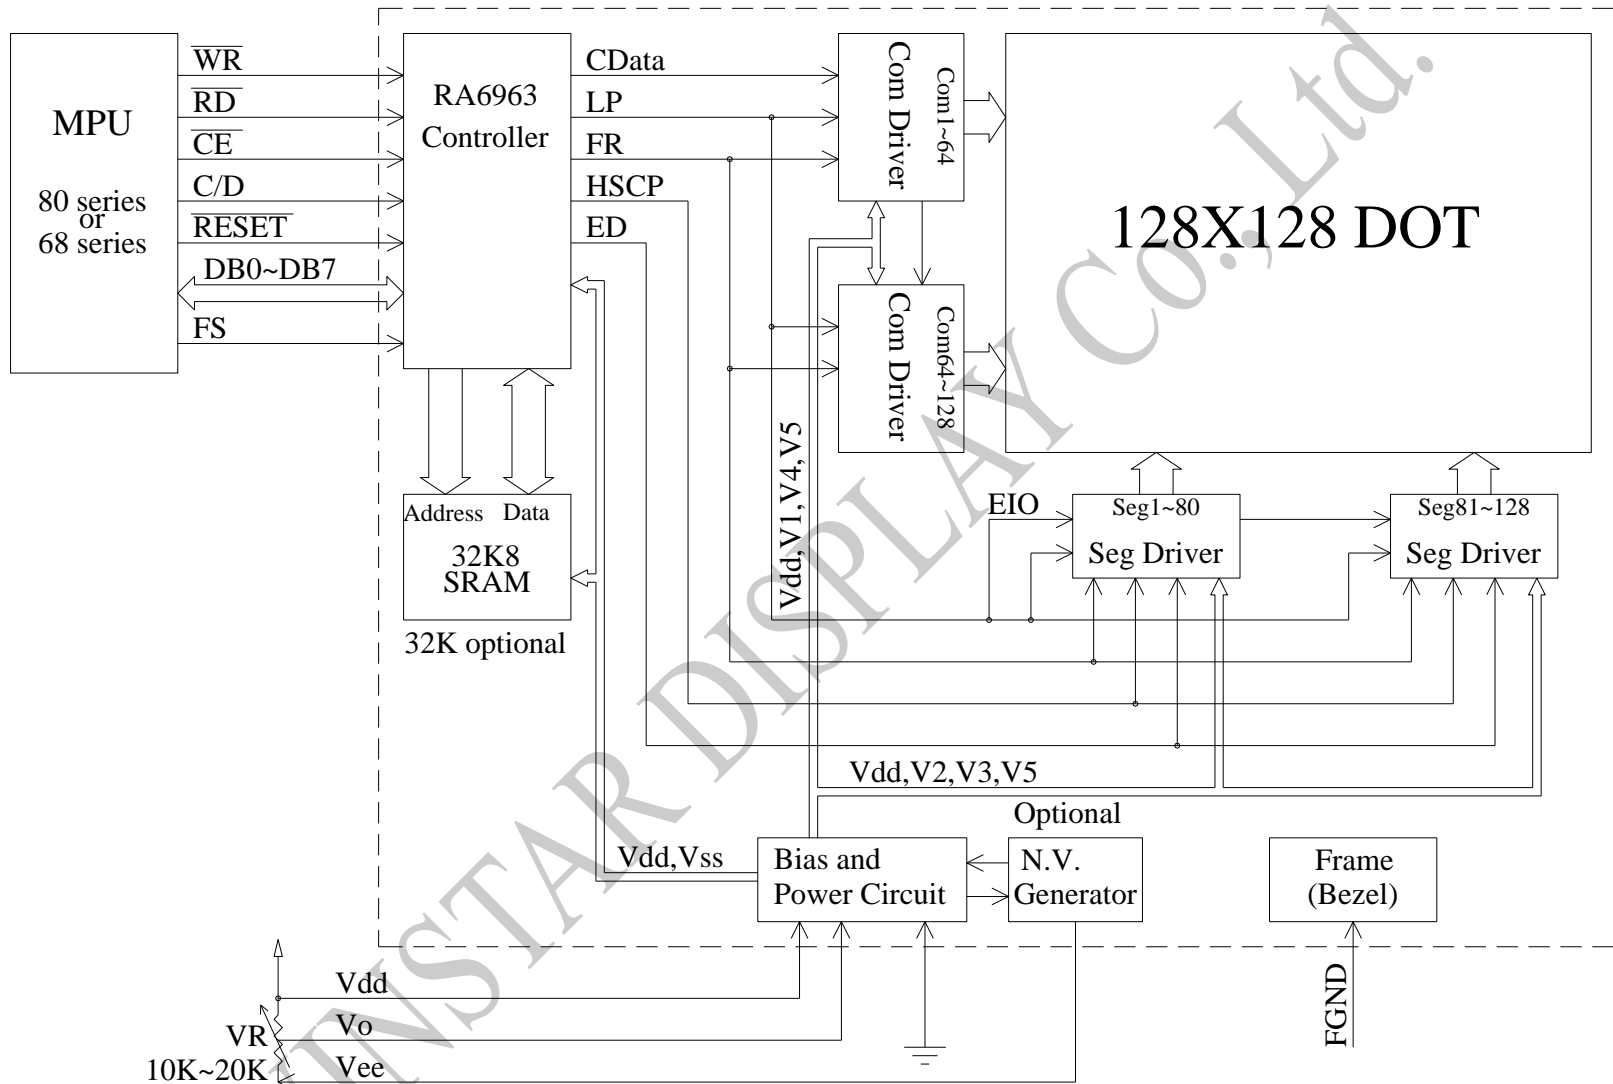 MPU
80 series
or
68 series
WR
RD
CE
C/D
RESET
DB0~DB7
FS
RA6963
Controller
CData
LP
FR
HSCP
ED
Com Driver
Com1~64
Com Driver
Com64~128
128X128 DOT
Address Data
32K8
SRAM
32K optional
Vdd,V1,V4,V5
EIO
Seg1~80
Seg Driver
Seg81~128
Seg Driver
Vdd,V2,V3,V5
Optional
Vdd,Vss
Bias and
Power Circuit
N.V.
Generator
Frame
(Bezel)
FGND
Vdd
VR
Vo
10K~20K
Vee
INSTAR DISPLAY Co., Ltd.